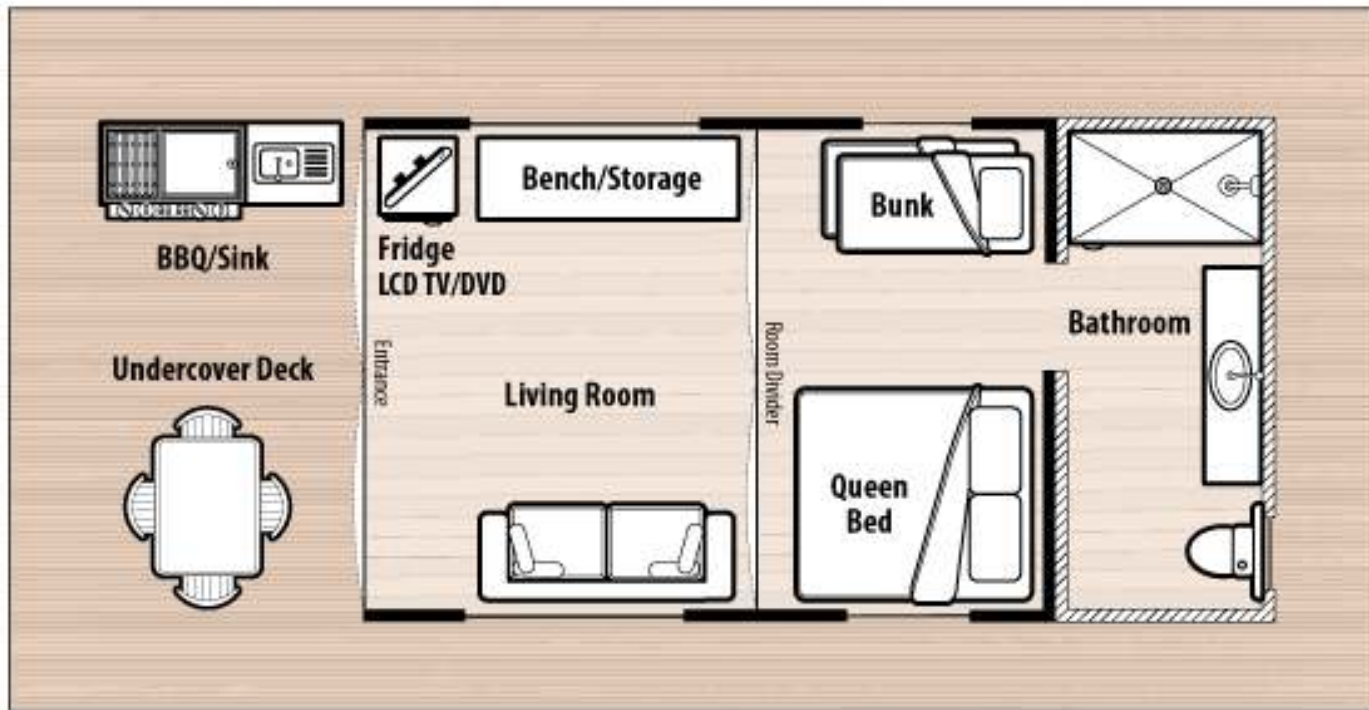 Bench/Storage
Bunk
BBQ/Sink
Fridge
LCD TV/DVD
Bathroom
Undercover Deck
Entrance
Living Room
Room Divider
Queen
Bed